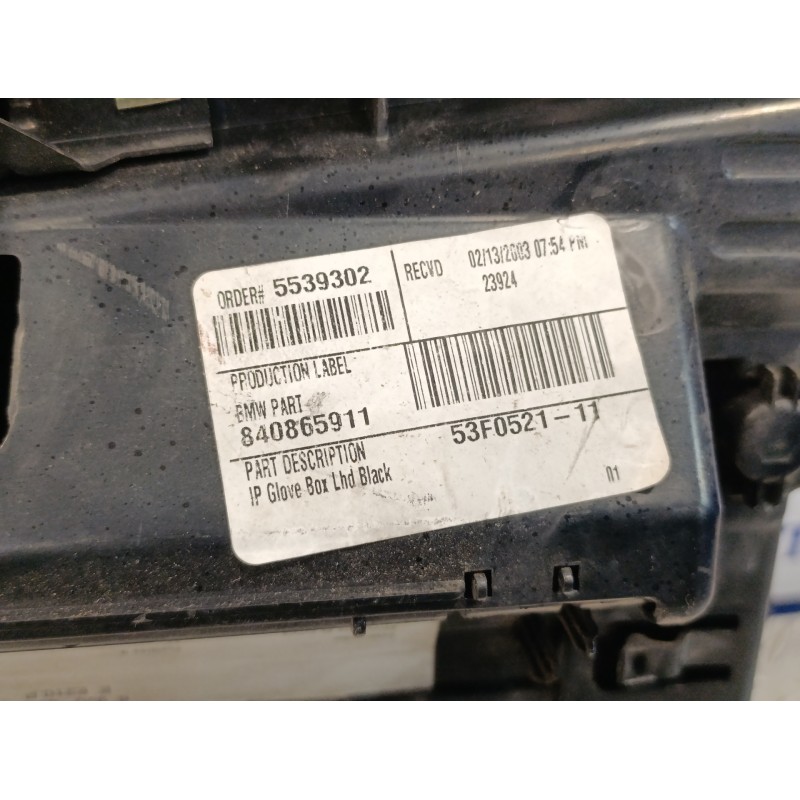 ORDER# 5539302
RECVD 02/13/2003 07:54 PM
23924
PRODUCTION LABEL
BMW PART
840865911
53F0521-11
PART DESCRIPTION
IP Glove Box Lhd Black
01